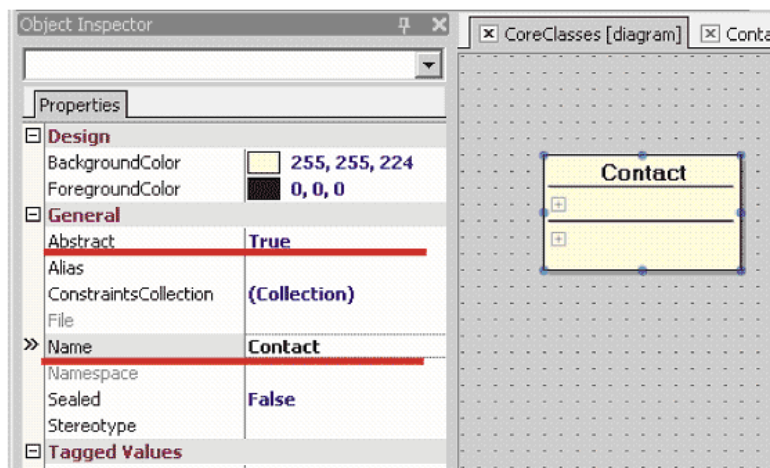 Object Inspector
Properties
Design
BackgroundColor 255, 255, 224
ForegroundColor 0, 0, 0
General
Abstract True
Alias
ConstraintsCollection (Collection)
File
Name Contact
Namespace
Sealed False
Stereotype
Tagged Values
CoreClasses [diagram] Conta
Contact